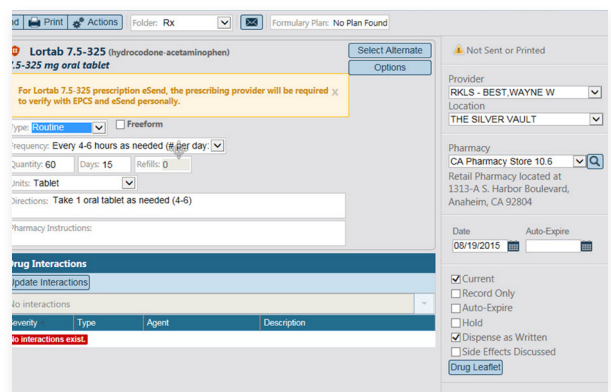 Print Actions Folder: Rx Formulary Plan: No Plan Found
Lortab 7.5-325 (hydrocodone-acetaminophen)
7.5-325 mg oral tablet
Select Alternate
Options
For Lortab 7.5-325 prescription eSend, the prescribing provider will be required X
to verify with EPCS and eSend personally.
Type: Routine Freeform
Frequency: Every 4-6 hours as needed (# per day:
Quantity: 60 Days: 15 Refills: 0
Units: Tablet
Directions: Take 1 oral tablet as needed (4-6)
Pharmacy Instructions:
Drug Interactions
Update Interactions
No interactions
Severity Type Agent Description
No interactions exist.
Not Sent or Printed
Provider
RKLS - BEST,WAYNE W
Location
THE SILVER VAULT
Pharmacy
CA Pharmacy Store 10.6
Retail Pharmacy located at
1313-A S. Harbor Boulevard,
Anaheim, CA 92804
Date Auto-Expire
08/19/2015
Current
Record Only
Auto-Expire
Hold
Dispense as Written
Side Effects Discussed
Drug Leaflet